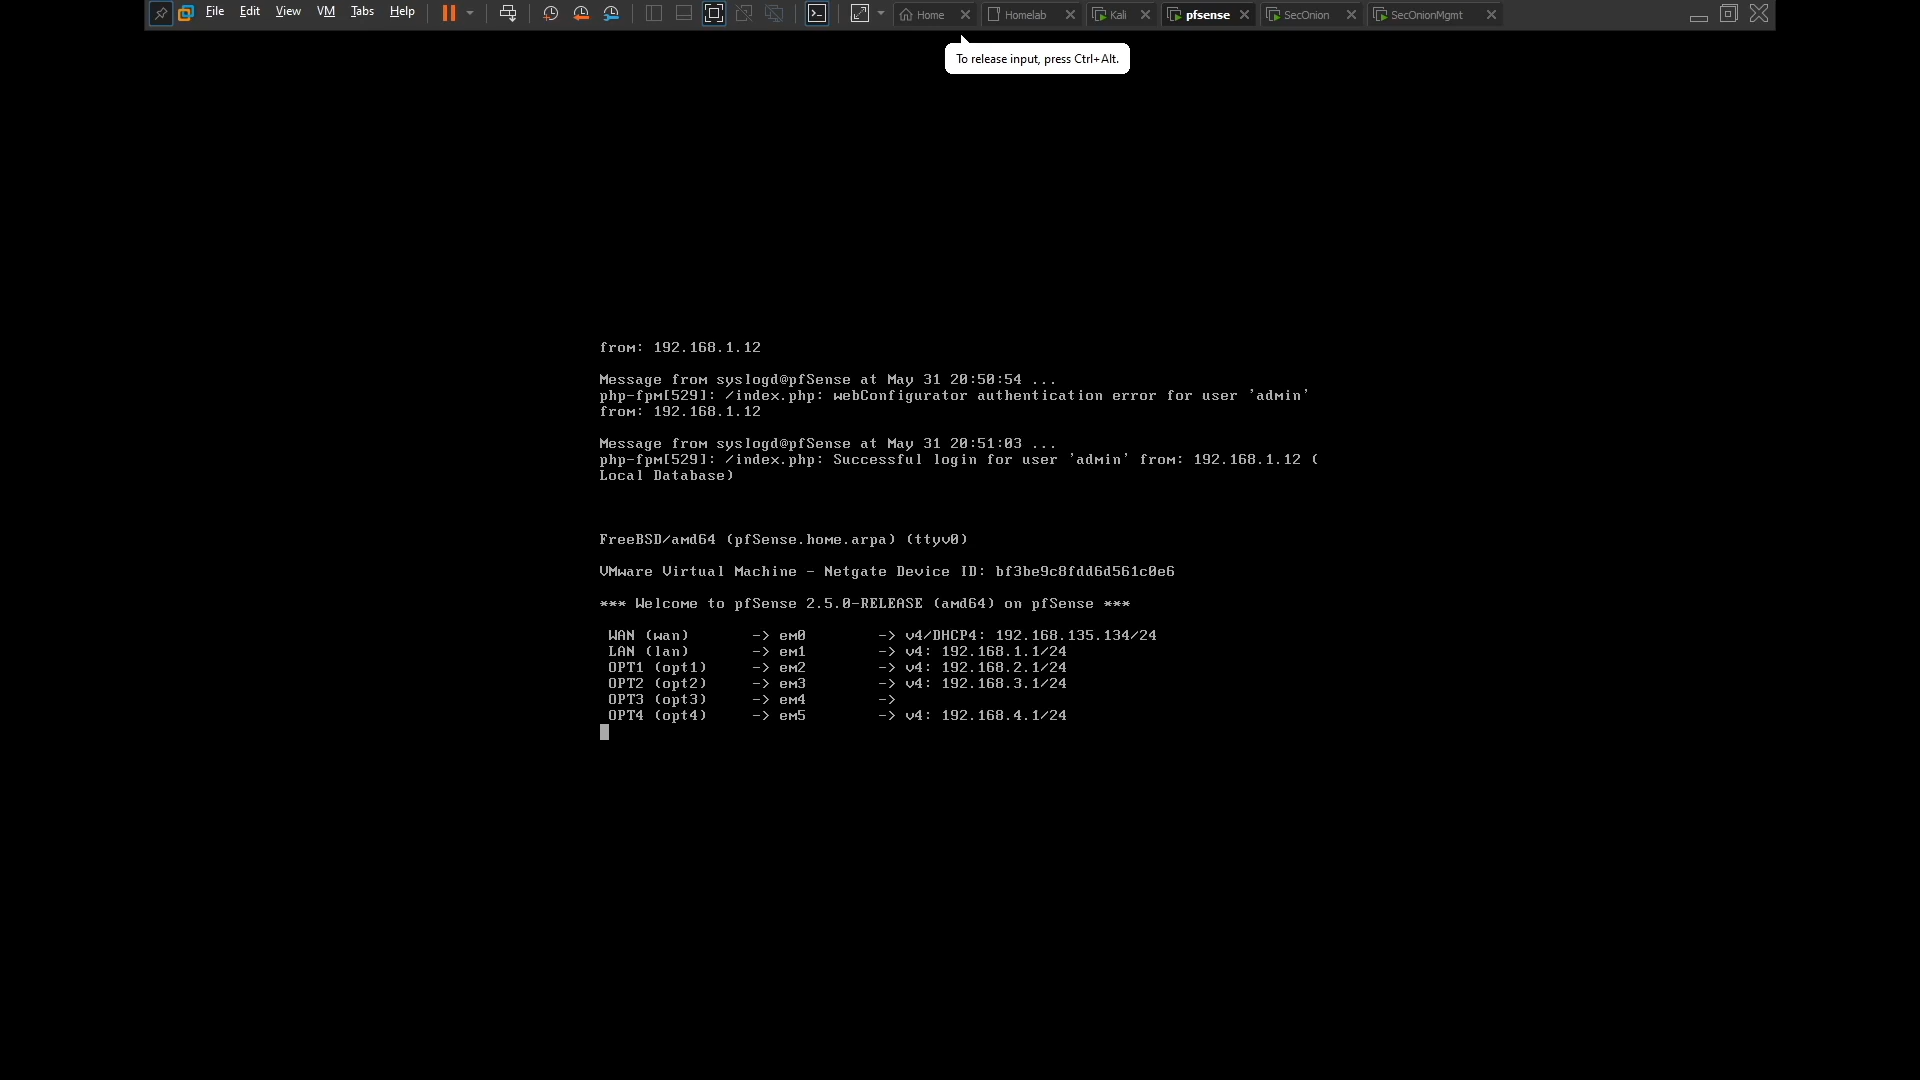 File Edit View VM Tabs Help Home Homelab Kali pfsense SecOnion SecOnionMgmt
To release input, press Ctrl+Alt.
from: 192.168.1.12
Message from syslogd@pfSense at May 31 20:50:54 ...
php-fpm[529]: /index.php: webConfigurator authentication error for user 'admin'
from: 192.168.1.12
Message from syslogd@pfSense at May 31 20:51:03 ...
php-fpm[529]: /index.php: Successful login for user 'admin' from: 192.168.1.12 (
Local Database)
FreeBSD/amd64 (pfSense.home.arpa) (ttyv0)
VMware Virtual Machine - Netgate Device ID: bf3be9c8fdd6d561c0e6
*** Welcome to pfSense 2.5.0-RELEASE (amd64) on pfSense ***
WAN (wan) -> em0 -> v4/DHCP4: 192.168.135.134/24
LAN (lan) -> em1 -> v4: 192.168.1.1/24
OPT1 (opt1) -> em2 -> v4: 192.168.2.1/24
OPT2 (opt2) -> em3 -> v4: 192.168.3.1/24
OPT3 (opt3) -> em4 ->
OPT4 (opt4) -> em5 -> v4: 192.168.4.1/24